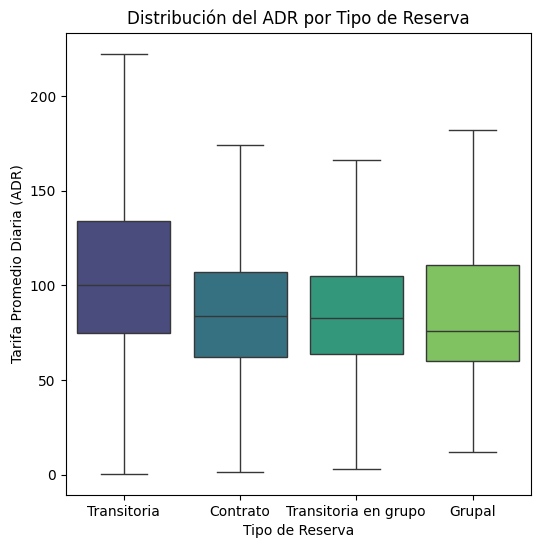 Distribución del ADR por Tipo de Reserva
Tarifa Promedio Diaria (ADR)
200
150
100
50
0
Transitoria Contrato Transitoria en grupo Grupal
Tipo de Reserva